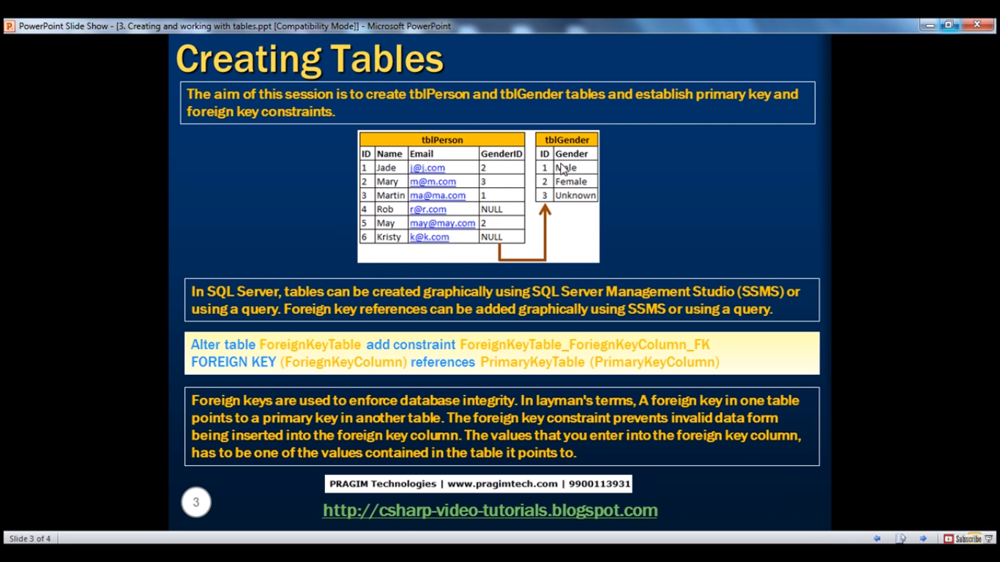 PowerPoint Slide Show - [3. Creating and working with tables.ppt [Compatibility Mode]] - Microsoft PowerPoint
Creating Tables
The aim of this session is to create tblPerson and tblGender tables and establish primary key and
foreign key constraints.
tblPerson
ID Name Email GenderID
1 Jade j@j.com 2
2 Mary m@m.com 3
3 Martin ma@ma.com 1
4 Rob r@r.com NULL
5 May may@may.com 2
6 Kristy k@k.com NULL
tblGender
ID Gender
1 Male
2 Female
3 Unknown
In SQL Server, tables can be created graphically using SQL Server Management Studio (SSMS) or
using a query. Foreign key references can be added graphically using SSMS or using a query.
Alter table ForeignKeyTable add constraint ForeignKeyTable_ForiegnKeyColumn_FK
FOREIGN KEY (ForiegnKeyColumn) references PrimaryKeyTable (PrimaryKeyColumn)
Foreign keys are used to enforce database integrity. In layman's terms, A foreign key in one table
points to a primary key in another table. The foreign key constraint prevents invalid data form
being inserted into the foreign key column. The values that you enter into the foreign key column,
has to be one of the values contained in the table it points to.
PRAGIM Technologies | www.pragimtech.com | 9900113931
3
http://csharp-video-tutorials.blogspot.com
Slide 3 of 4
Subscribe